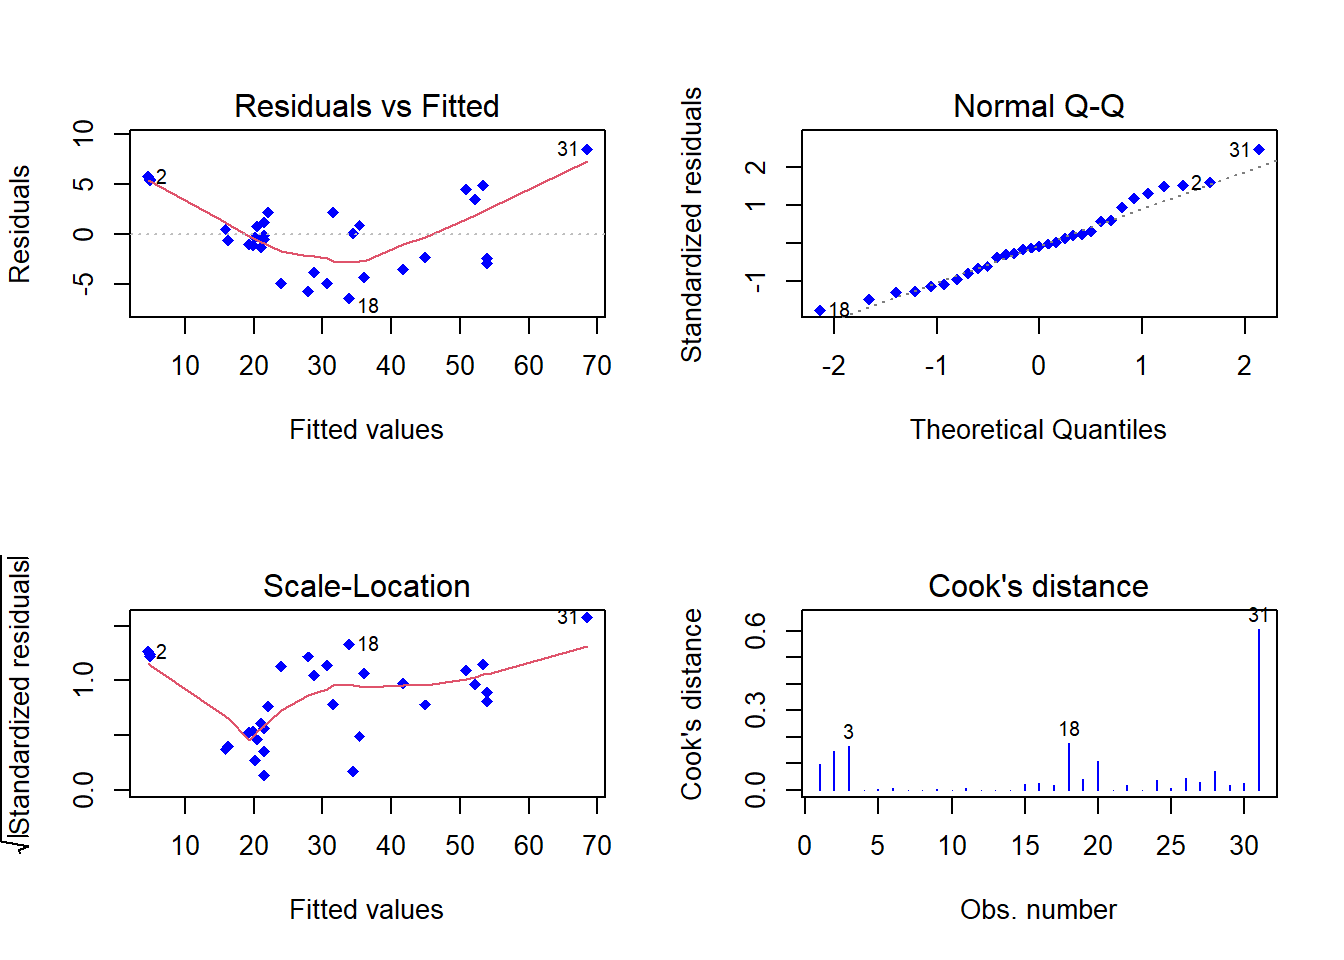 Residuals vs Fitted
Residuals
-5 0 5 10
2
31
18
10 20 30 40 50 60 70
Fitted values
Normal Q-Q
Standardized residuals
-1 1 2
18
2
31
-2 -1 0 1 2
Theoretical Quantiles
Scale-Location
√|Standardized residuals|
0.0 1.0
2
18
31
10 20 30 40 50 60 70
Fitted values
Cook's distance
Cook's distance
0.0 0.3 0.6
3
18
31
0 5 10 15 20 25 30
Obs. number